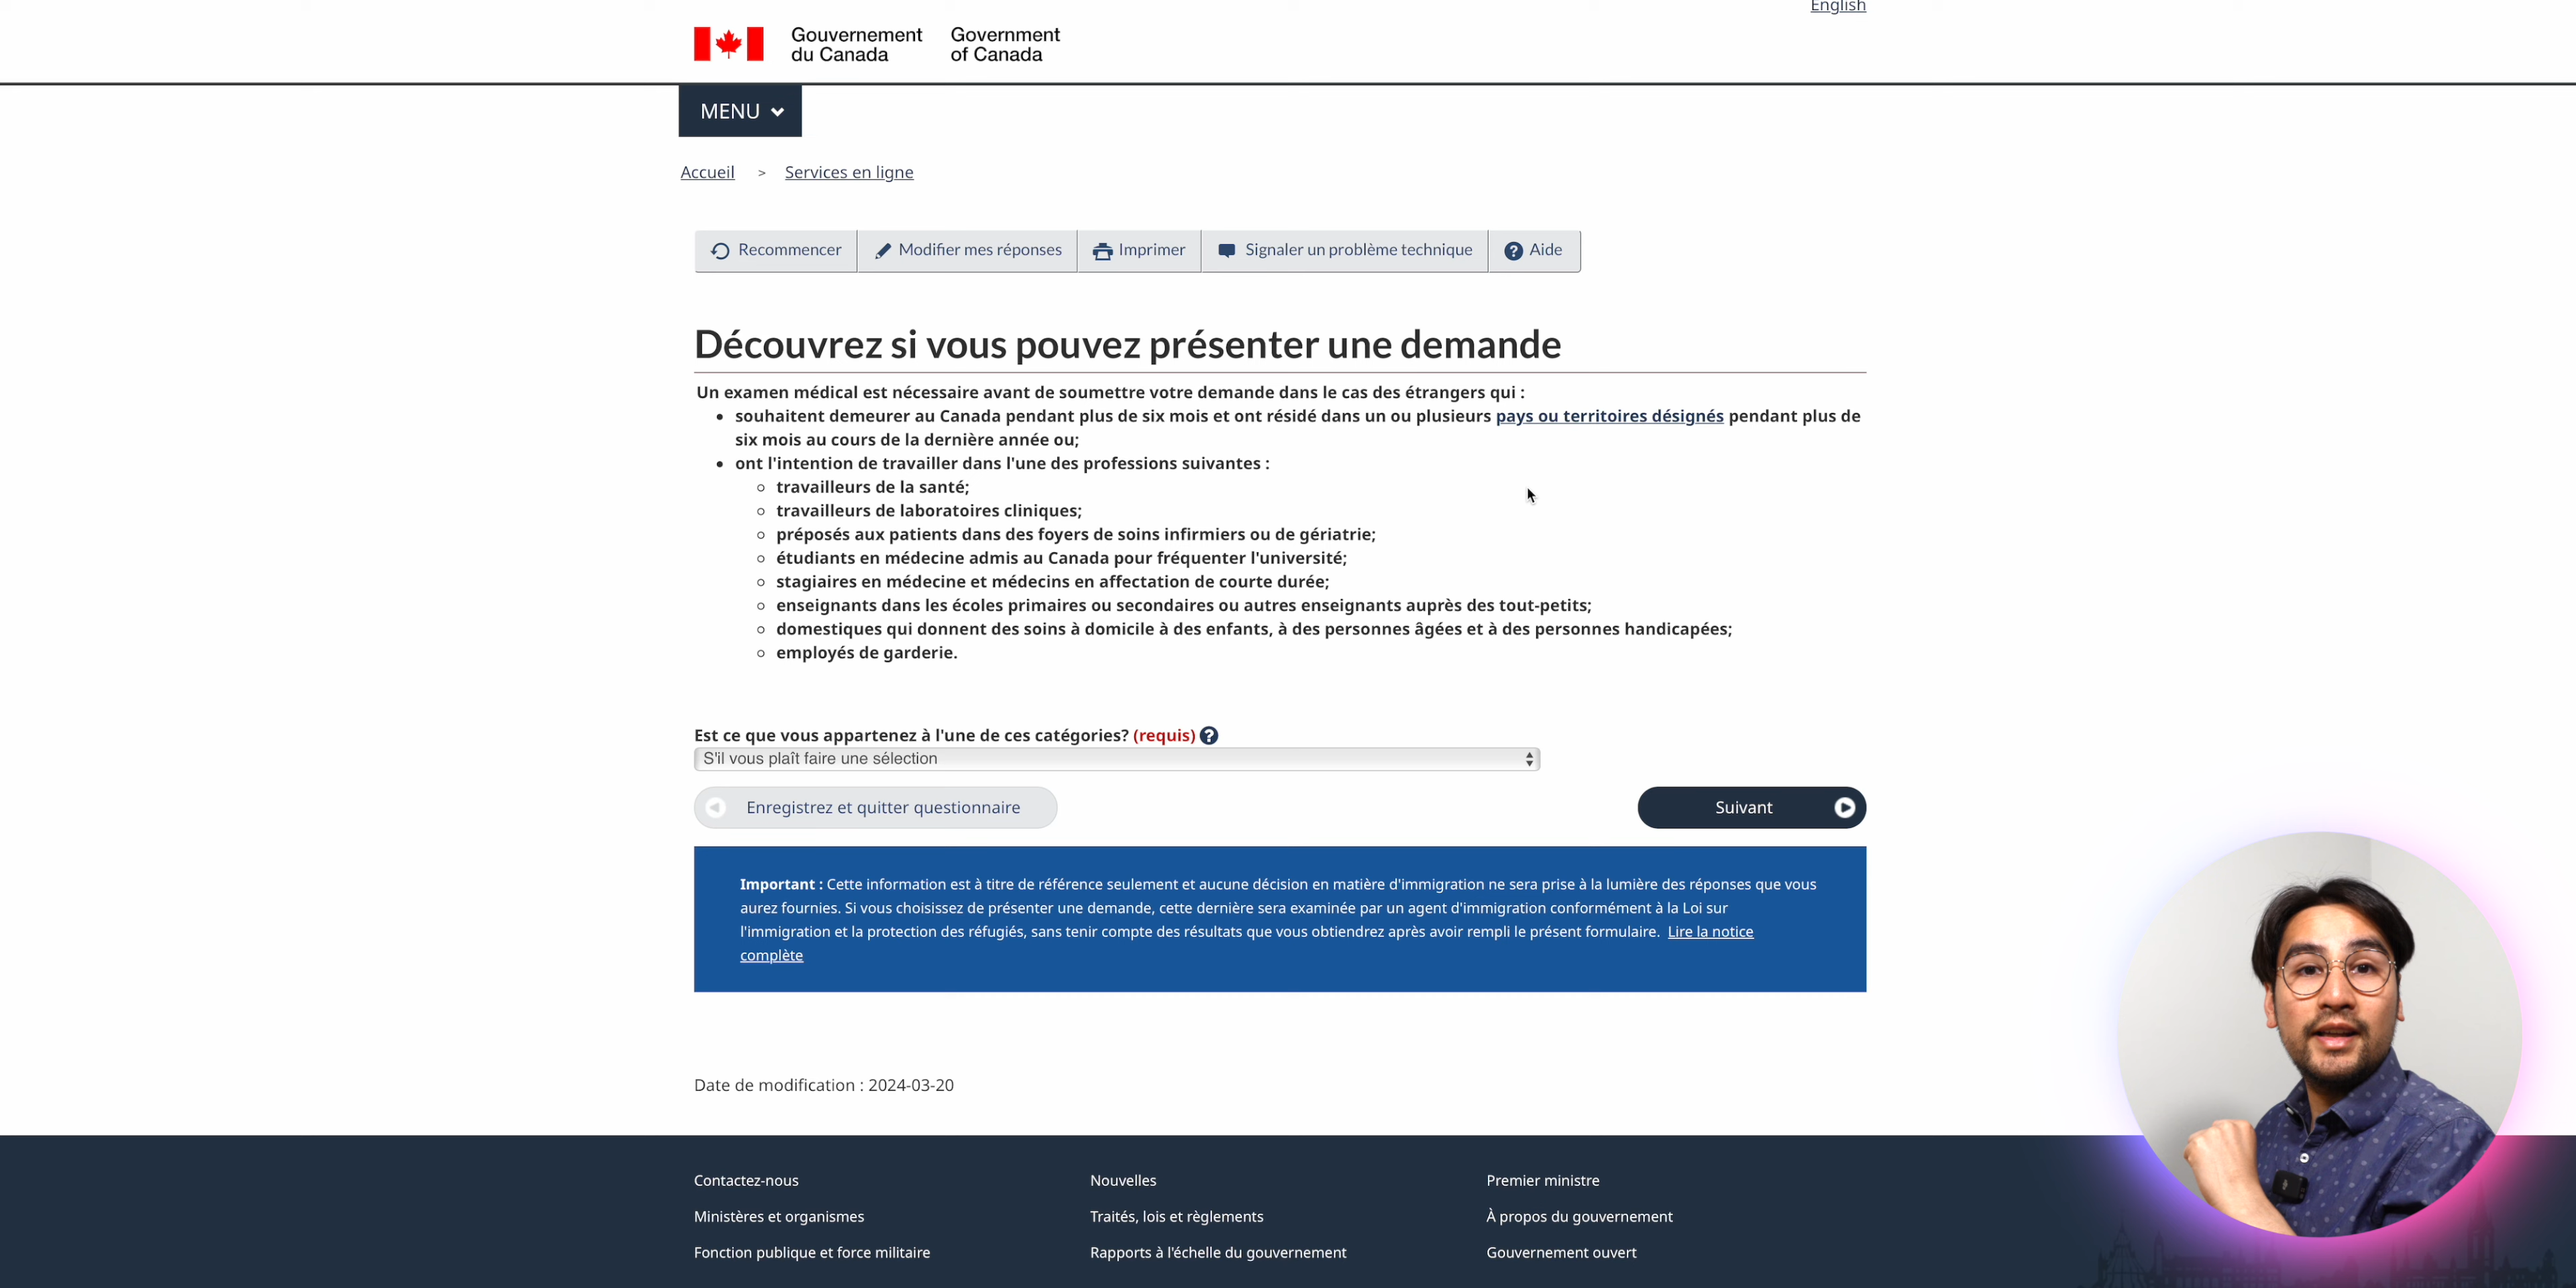 English
Gouvernement
du Canada
Government
of Canada
MENU
Accueil > Services en ligne
Recommencer Modifier mes réponses Imprimer Signaler un problème technique ? Aide
Découvrez si vous pouvez présenter une demande
Un examen médical est nécessaire avant de soumettre votre demande dans le cas des étrangers qui :
• souhaitent demeurer au Canada pendant plus de six mois et ont résidé dans un ou plusieurs pays ou territoires désignés pendant plus de
six mois au cours de la dernière année ou;
• ont l'intention de travailler dans l'une des professions suivantes :
○ travailleurs de la santé;
○ travailleurs de laboratoires cliniques;
○ préposés aux patients dans des foyers de soins infirmiers ou de gériatrie;
○ étudiants en médecine admis au Canada pour fréquenter l'université;
○ stagiaires en médecine et médecins en affectation de courte durée;
○ enseignants dans les écoles primaires ou secondaires ou autres enseignants auprès des tout-petits;
○ domestiques qui donnent des soins à domicile à des enfants, à des personnes âgées et à des personnes handicapées;
○ employés de garderie.
Est ce que vous appartenez à l'une de ces catégories? (requis) ?
S'il vous plaît faire une sélection
Enregistrez et quitter questionnaire
Suivant
Important : Cette information est à titre de référence seulement et aucune décision en matière d'immigration ne sera prise à la lumière des réponses que vous
aurez fournies. Si vous choisissez de présenter une demande, cette dernière sera examinée par un agent d'immigration conformément à la Loi sur
l'immigration et la protection des réfugiés, sans tenir compte des résultats que vous obtiendrez après avoir rempli le présent formulaire. Lire la notice
complète
Date de modification : 2024-03-20
Contactez-nous
Nouvelles
Premier ministre
Ministères et organismes
Traités, lois et règlements
À propos du gouvernement
Fonction publique et force militaire
Rapports à l'échelle du gouvernement
Gouvernement ouvert